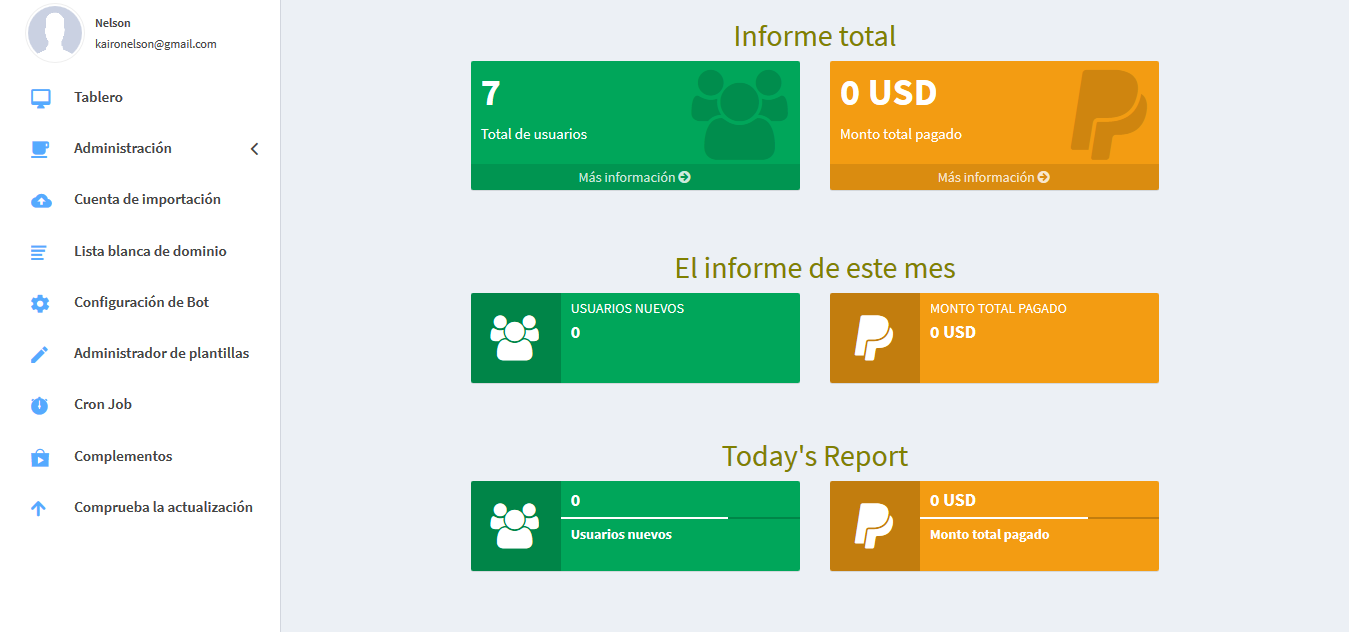 Nelson
kaironelson@gmail.com
Tablero
Administración
Cuenta de importación
Lista blanca de dominio
Configuración de Bot
Administrador de plantillas
Cron Job
Complementos
Comprueba la actualización
Informe total
7
Total de usuarios
Más información
0 USD
Monto total pagado
Más información
El informe de este mes
USUARIOS NUEVOS
0
MONTO TOTAL PAGADO
0 USD
Today's Report
0
Usuarios nuevos
0 USD
Monto total pagado